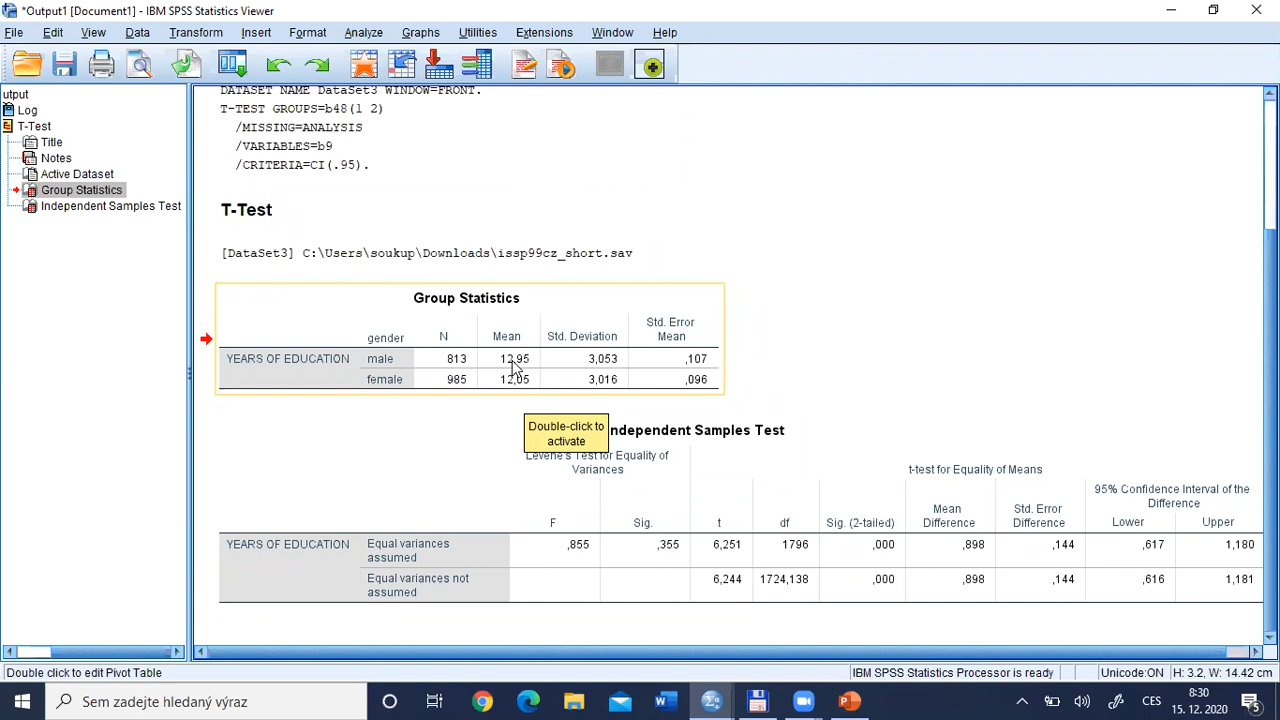 *Output1 [Document1] - IBM SPSS Statistics Viewer
File Edit View Data Transform Insert Format Analyze Graphs Utilities Extensions Window Help
utput
Log
T-Test
Title
Notes
Active Dataset
Group Statistics
Independent Samples Test
DATASET NAME DataSet3 WINDOW=FRONT.
T-TEST GROUPS=b48(1 2)
/MISSING=ANALYSIS
/VARIABLES=b9
/CRITERIA=CI(.95).
T-Test
[DataSet3] C:\Users\soukup\Downloads\issp99cz_short.sav
Group Statistics
gender N Mean Std. Deviation Std. Error Mean
YEARS OF EDUCATION male 813 12,95 3,053 ,107
female 985 12,05 3,016 ,096
Double-click to
activate
ndependent Samples Test
Levene's Test for Equality of
Variances
t-test for Equality of Means
95% Confidence Interval of the
Difference
F Sig. t df Sig. (2-tailed) Mean Difference Std. Error Difference Lower Upper
YEARS OF EDUCATION Equal variances assumed ,855 ,355 6,251 1796 ,000 ,898 ,144 ,617 1,180
Equal variances not assumed 6,244 1724,138 ,000 ,898 ,144 ,616 1,181
Double click to edit Pivot Table
IBM SPSS Statistics Processor is ready Unicode:ON H: 3.2, W: 14.42 cm
Sem zadejte hledaný výraz
CES
8:30
15. 12. 2020
5